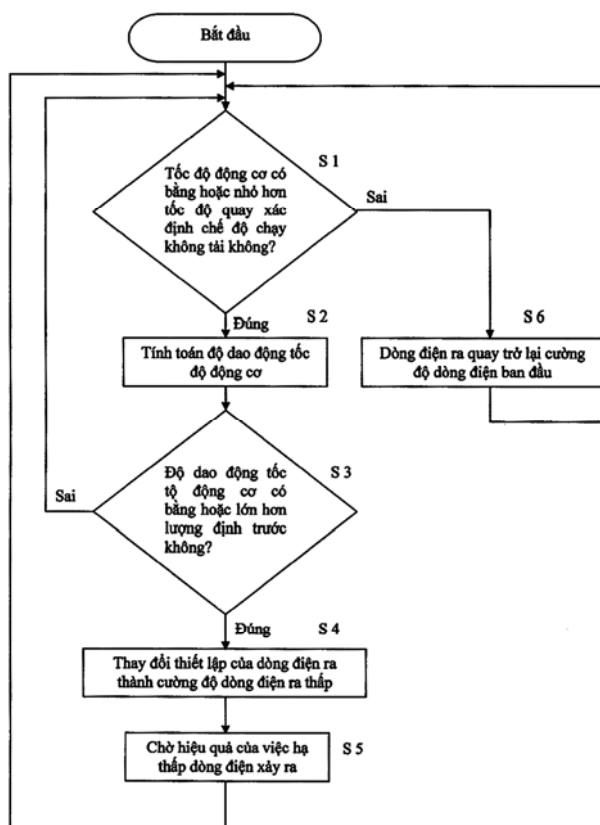 Bắt đầu
S 1
Tốc độ động cơ có
bằng hoặc nhỏ hơn
tốc độ quay xác
định chế độ chạy
không tải không?
Sai
Đúng
S 2
S 6
Tính toán độ dao động tốc
độ động cơ
Dòng điện ra quay trở lại cường
độ dòng điện ban đầu
S 3
Độ dao động tốc
tộ động cơ có
bằng hoặc lớn hơn
lượng định trước
không?
Sai
Đúng
S 4
Thay đổi thiết lập của dòng điện ra
thành cường độ dòng điện ra thấp
Chờ hiệu quả của việc hạ
thấp dòng điện xảy ra
S 5